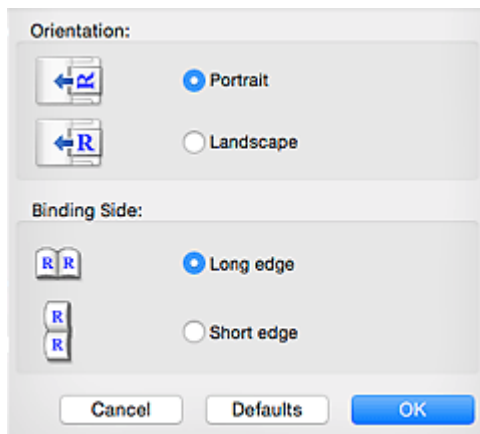 Orientation:
R
Portrait
R
Landscape
Binding Side:
R R
Long edge
R
R
Short edge
Cancel
Defaults
OK